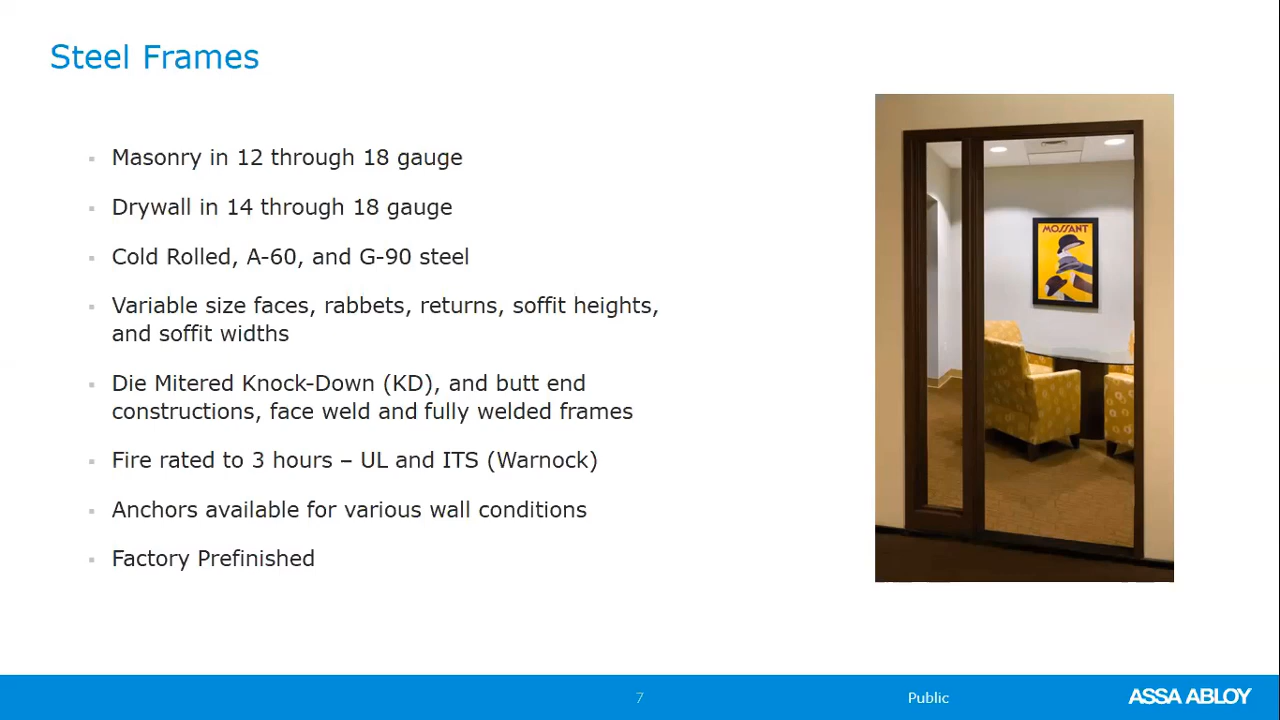 Steel Frames
Masonry in 12 through 18 gauge
Drywall in 14 through 18 gauge
Cold Rolled, A-60, and G-90 steel
Variable size faces, rabbets, returns, soffit heights,
and soffit widths
Die Mitered Knock-Down (KD), and butt end
constructions, face weld and fully welded frames
Fire rated to 3 hours – UL and ITS (Warnock)
Anchors available for various wall conditions
Factory Prefinished
MOSSANT
7
Public
ASSA ABLOY